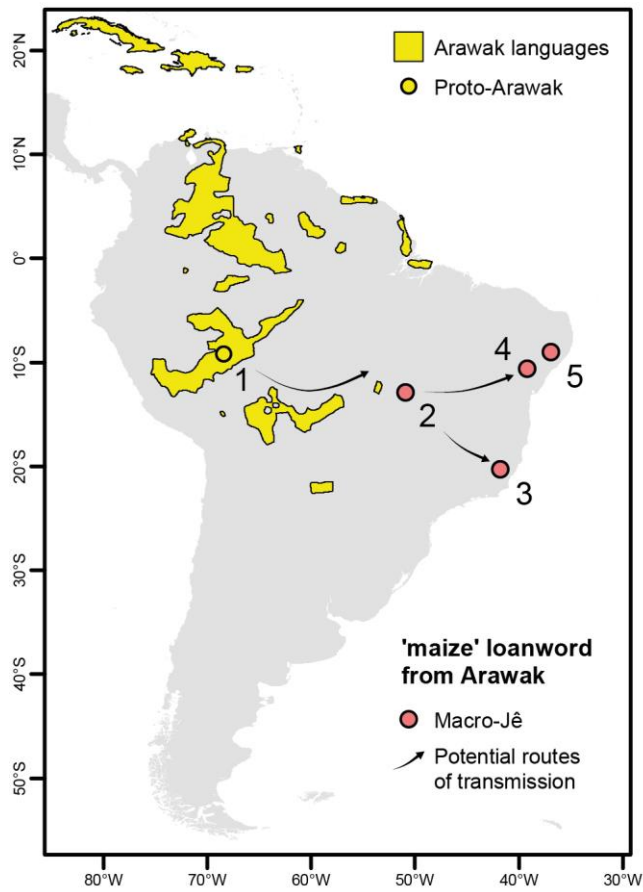 20°N
10°N
0°
10°S
20°S
30°S
40°S
50°S
Arawak languages
Proto-Arawak
1
2
3
4
5
'maize' loanword
from Arawak
Macro-Jê
Potential routes
of transmission
80°W
70°W
60°W
50°W
40°W
30°W